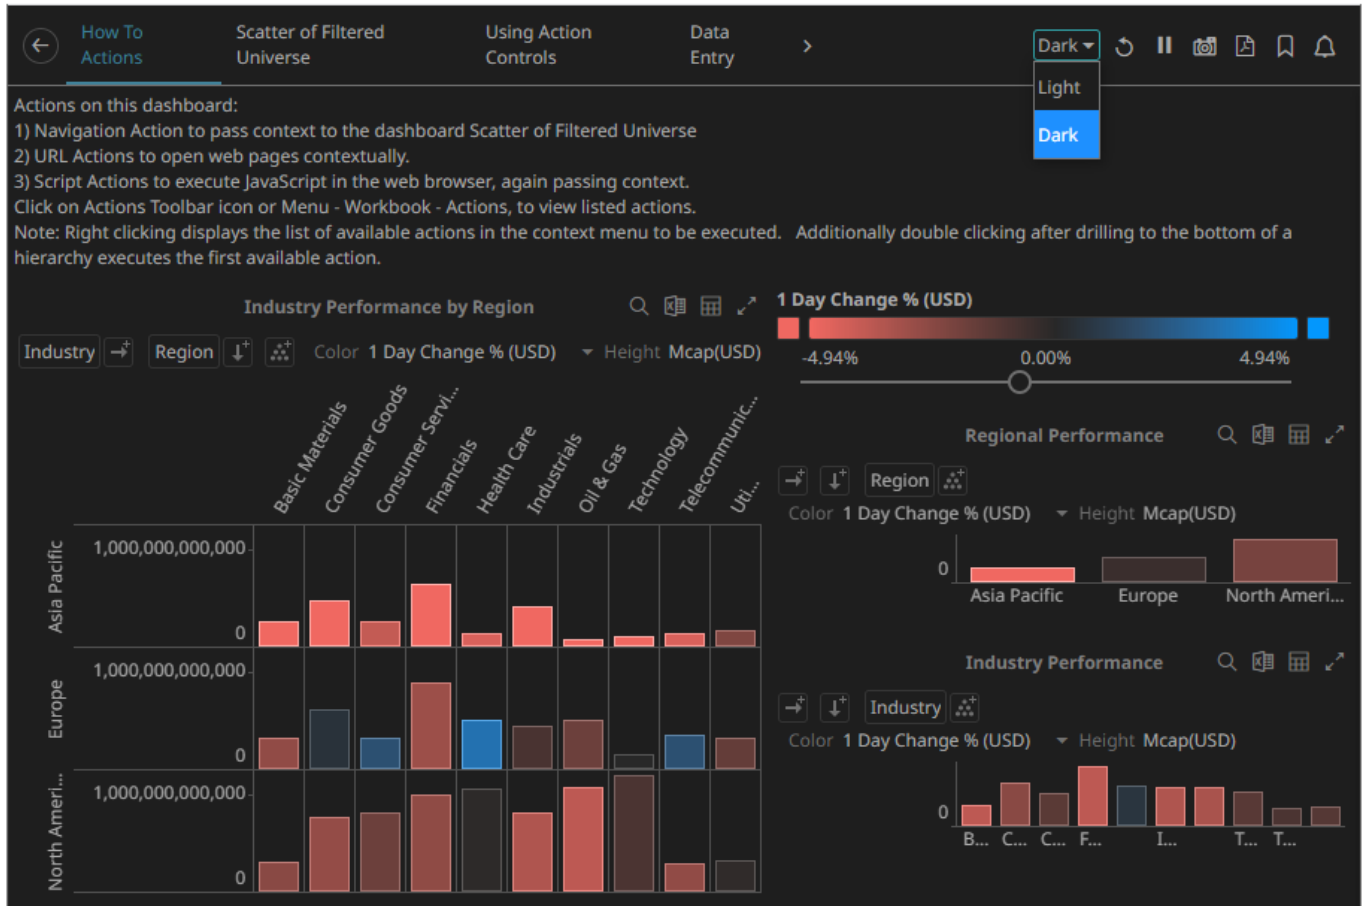 How To Actions
Scatter of Filtered Universe
Using Action Controls
Data Entry
Dark
Light
Dark
Actions on this dashboard:
1) Navigation Action to pass context to the dashboard Scatter of Filtered Universe
2) URL Actions to open web pages contextually.
3) Script Actions to execute JavaScript in the web browser, again passing context.
Click on Actions Toolbar icon or Menu - Workbook - Actions, to view listed actions.
Note: Right clicking displays the list of available actions in the context menu to be executed. Additionally double clicking after drilling to the bottom of a
hierarchy executes the first available action.
Industry Performance by Region
Industry Region Color 1 Day Change % (USD) Height Mcap(USD)
Basic Materials
Consumer Goods
Consumer Servi...
Financials
Health Care
Industrials
Oil & Gas
Technology
Telecommunic...
Uti...
Asia Pacific
1,000,000,000,000
0
Europe
1,000,000,000,000
0
North Ameri...
1,000,000,000,000
0
1 Day Change % (USD)
-4.94% 0.00% 4.94%
Regional Performance
Region
Color 1 Day Change % (USD) Height Mcap(USD)
0
Asia Pacific Europe North Ameri...
Industry Performance
Industry
Color 1 Day Change % (USD) Height Mcap(USD)
0
B... C... C... F... I... T... T...